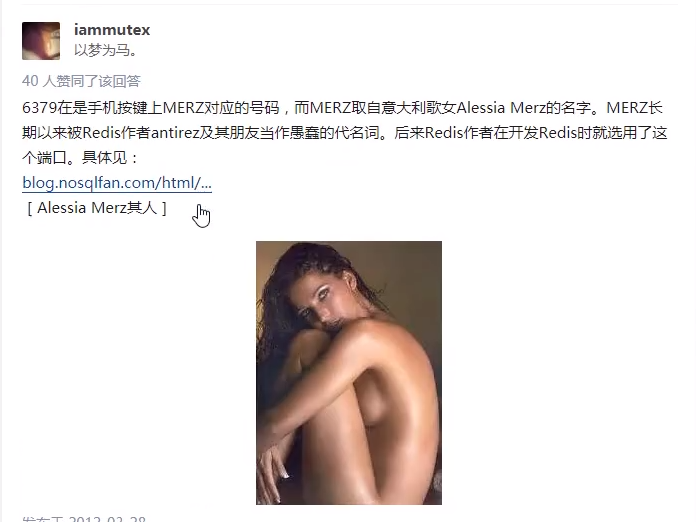 iammutex
以梦为马。
40 人赞同了该回答
6379在是手机按键上MERZ对应的号码，而MERZ取自意大利歌女Alessia Merz的名字。MERZ长
期以来被Redis作者antirez及其朋友当作愚蠢的代名词。后来Redis作者在开发Redis时就选用了这
个端口。具体见：
blog.nosqlfan.com/html/...
［ Alessia Merz其人 ］
发布于 2012-02-28